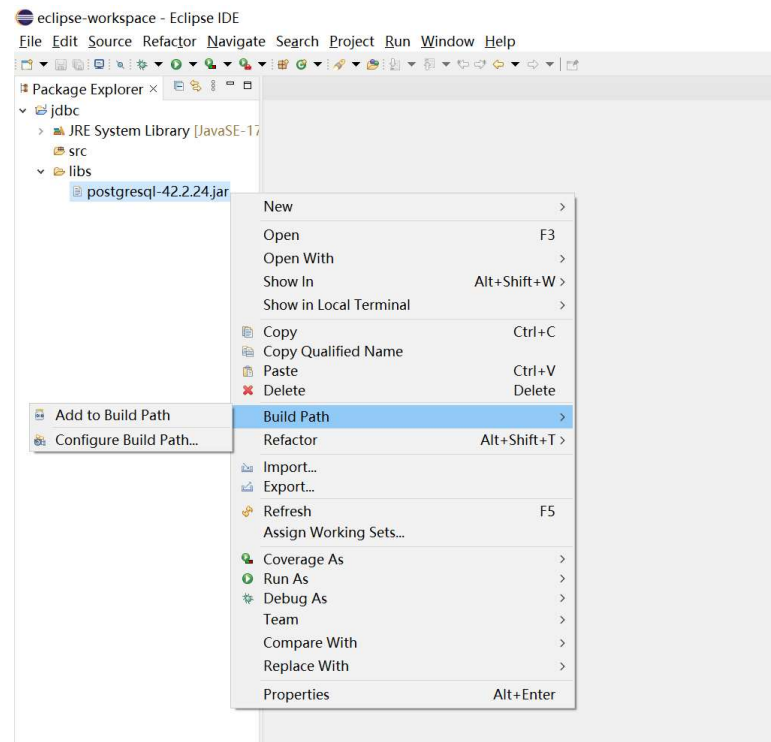 eclipse-workspace - Eclipse IDE
File Edit Source Refactor Navigate Search Project Run Window Help
Package Explorer ×
jdbc
JRE System Library [JavaSE-17
src
libs
postgresql-42.2.24.jar
New
Open F3
Open With
Show In Alt+Shift+W
Show in Local Terminal
Copy Ctrl+C
Copy Qualified Name
Paste Ctrl+V
Delete Delete
Build Path
Add to Build Path
Configure Build Path...
Refactor Alt+Shift+T
Import...
Export...
Refresh F5
Assign Working Sets...
Coverage As
Run As
Debug As
Team
Compare With
Replace With
Properties Alt+Enter